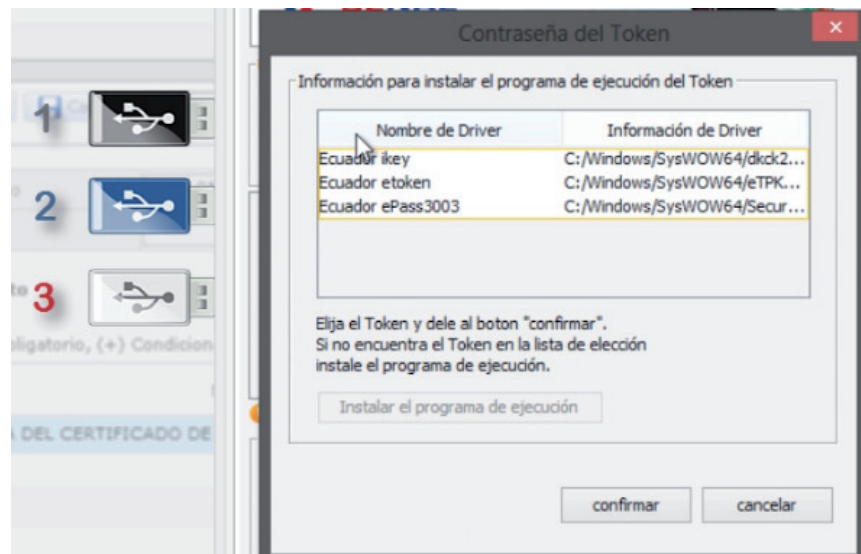 Contraseña del Token
Información para instalar el programa de ejecución del Token
Nombre de Driver Información de Driver
Ecuador ikey C:/Windows/SysWOW64/dkck2...
Ecuador etoken C:/Windows/SysWOW64/eTPK...
Ecuador ePass3003 C:/Windows/SysWOW64/Secur...
Elija el Token y dele al boton "confirmar".
Si no encuentra el Token en la lista de elección
instale el programa de ejecución.
Instalar el programa de ejecución
confirmar cancelar
1
2
3
ligatorio, (+) Condicion
DEL CERTIFICADO DE